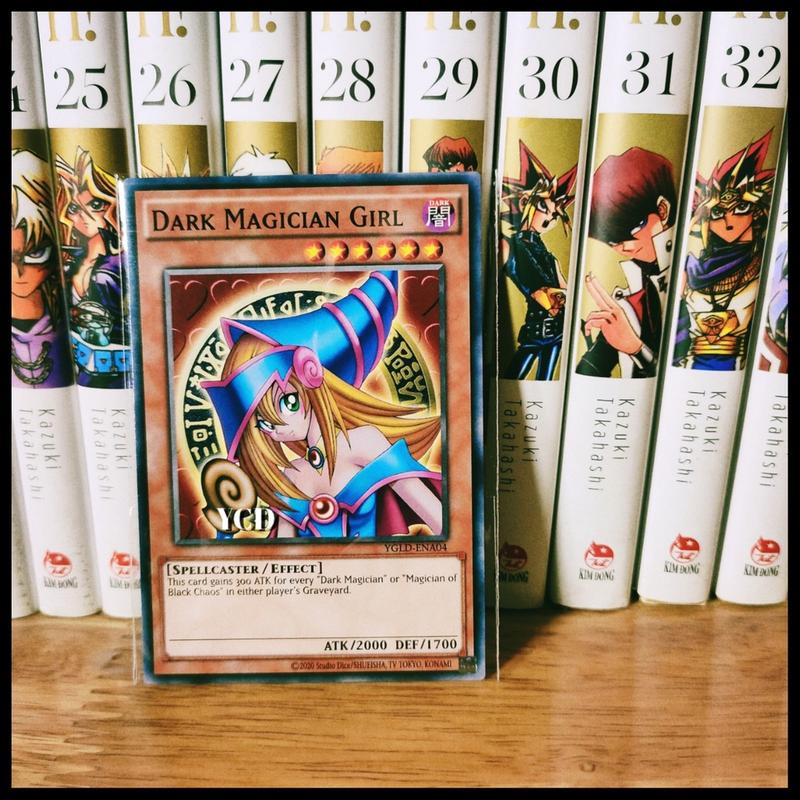 25
26
27
28
29
30
31
32
DARK MAGICIAN GIRL
DARK
闇
YCD
YGLD-ENA04
[SPELLCASTER / EFFECT]
This card gains 300 ATK for every "Dark Magician" or "Magician of
Black Chaos" in either player's Graveyard.
ATK/2000 DEF/1700
©2020 Studio Dice/SHUEISHA, TV TOKYO, KONAMI
Kazuki
Takahashi
Kazuki
Takahashi
Kazuki
Takahashi
Kazuki
Takahashi
Kazuki
Takahashi
KIM ĐỒNG
KIM ĐỒNG
KIM ĐỒNG
KIM ĐỒNG